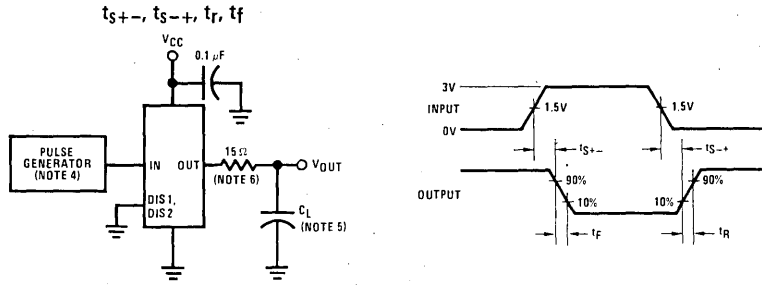 tS+−, tS−+, tr, tf
VCC
0.1 µF
PULSE
GENERATOR
(NOTE 4)
IN
OUT
DIS1,
DIS2
15 Ω
(NOTE 6)
VOUT
CL
(NOTE 5)
3V
INPUT
0V
1.5V
1.5V
tS+−
tS−+
OUTPUT
90%
10%
10%
90%
tF
tR